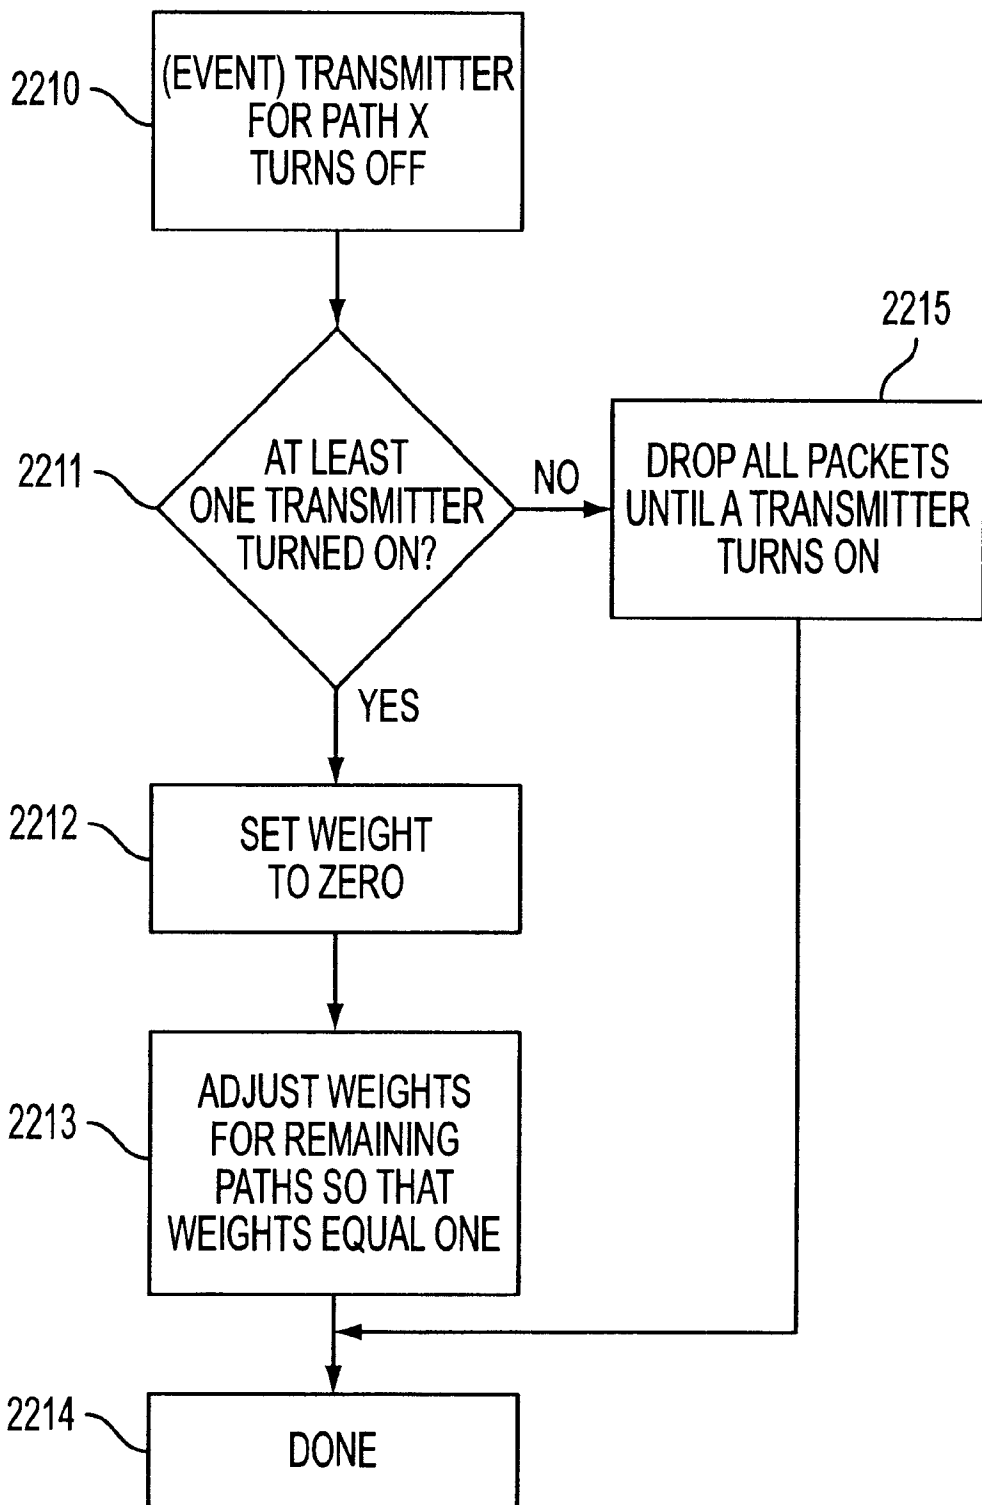 2210
(EVENT) TRANSMITTER
FOR PATH X
TURNS OFF
2211
AT LEAST
ONE TRANSMITTER
TURNED ON?
NO
2215
DROP ALL PACKETS
UNTIL A TRANSMITTER
TURNS ON
YES
2212
SET WEIGHT
TO ZERO
2213
ADJUST WEIGHTS
FOR REMAINING
PATHS SO THAT
WEIGHTS EQUAL ONE
2214
DONE